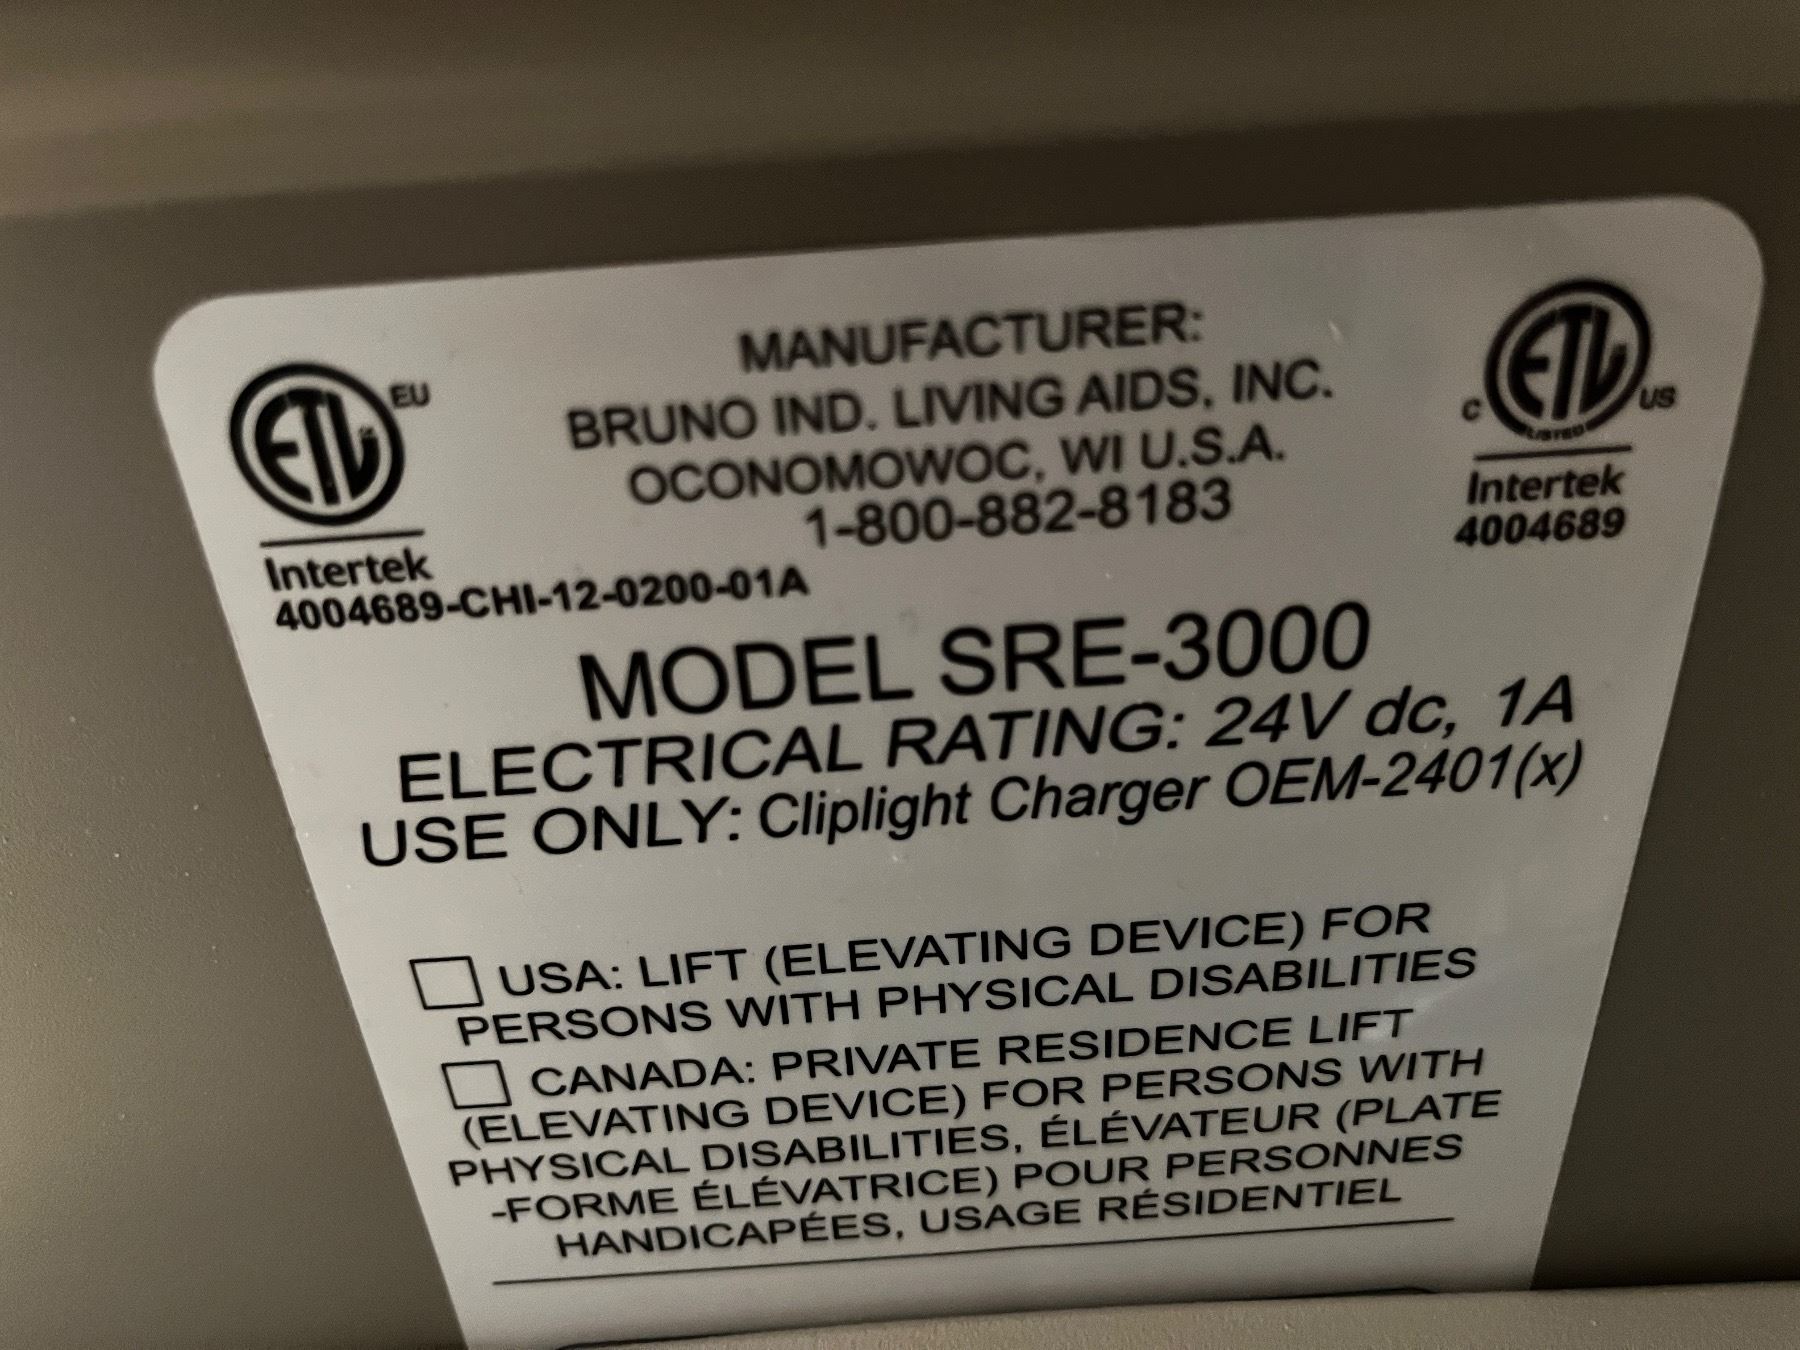 MANUFACTURER:
BRUNO IND. LIVING AIDS, INC.
OCONOMOWOC, WI U.S.A.
1-800-882-8183
ETL EU
Intertek
4004689-CHI-12-0200-01A
C ETL US
LISTED
Intertek
4004689
MODEL SRE-3000
ELECTRICAL RATING: 24V dc, 1A
USE ONLY: Cliplight Charger OEM-2401(x)
USA: LIFT (ELEVATING DEVICE) FOR
PERSONS WITH PHYSICAL DISABILITIES
CANADA: PRIVATE RESIDENCE LIFT
(ELEVATING DEVICE) FOR PERSONS WITH
PHYSICAL DISABILITIES, ÉLÉVATEUR (PLATE
-FORME ÉLÉVATRICE) POUR PERSONNES
HANDICAPÉES, USAGE RÉSIDENTIEL